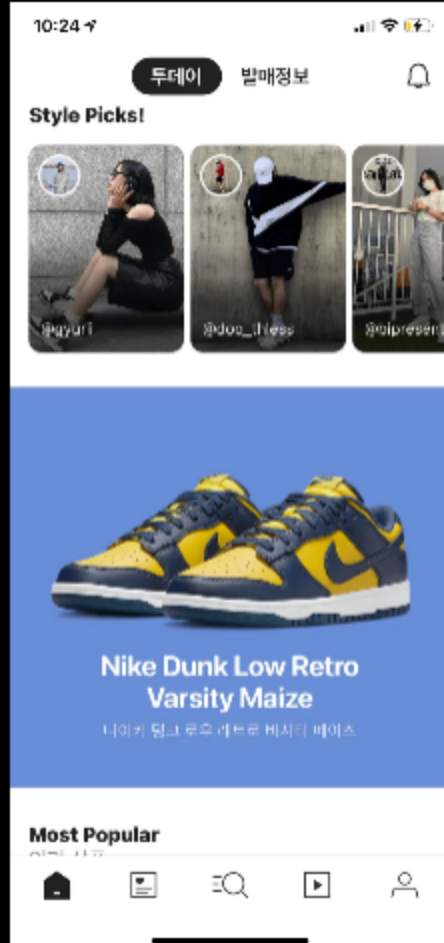 10:24
투데이 발매정보
Style Picks!
@gyuri
Nike Dunk Low Retro
Varsity Maize
나이키 덩크 로우 레트로 바시티 메이즈
Most Popular